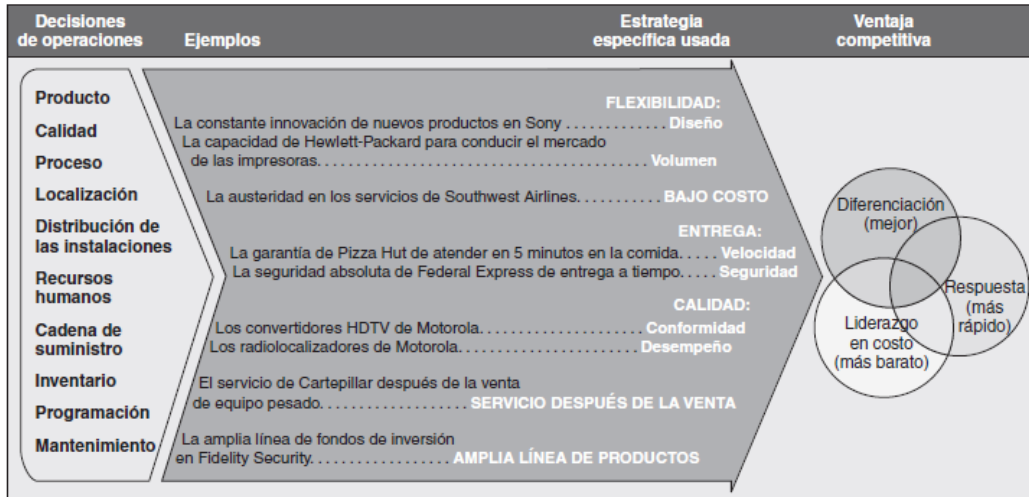 Decisiones
de operaciones
Ejemplos
Estrategia
específica usada
Ventaja
competitiva
Producto
Calidad
Proceso
Localización
Distribución de
las instalaciones
Recursos
humanos
Cadena de
suministro
Inventario
Programación
Mantenimiento
FLEXIBILIDAD:
La constante innovación de nuevos productos en Sony . . . . . . . . . . . . . Diseño
La capacidad de Hewlett-Packard para conducir el mercado
de las impresoras. . . . . . . . . . . . . . . . . . . . . . . . . . . . . . . . . . . . . . . . Volumen
La austeridad en los servicios de Southwest Airlines. . . . . . . . . . . BAJO COSTO
ENTREGA:
La garantía de Pizza Hut de atender en 5 minutos en la comida. . . . . Velocidad
La seguridad absoluta de Federal Express de entrega a tiempo. . . . . Seguridad
CALIDAD:
Los convertidores HDTV de Motorola. . . . . . . . . . . . . . . . . . . . Conformidad
Los radiolocalizadores de Motorola. . . . . . . . . . . . . . . . . . . . . . Desempeño
El servicio de Cartepillar después de la venta
de equipo pesado. . . . . . . . . . . . . . . . . . SERVICIO DESPUÉS DE LA VENTA
La amplia línea de fondos de inversión
en Fidelity Security. . . . . . . . . . . . . . . . . AMPLIA LÍNEA DE PRODUCTOS
Diferenciación
(mejor)
Respuesta
(más
rápido)
Liderazgo
en costo
(más barato)